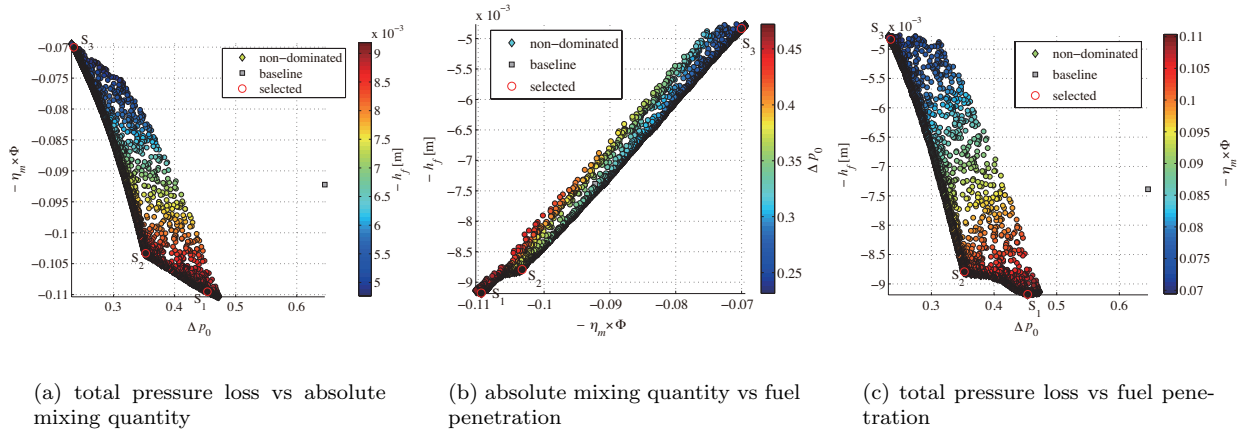 −0.07
−0.075
−0.08
−0.085
−0.09
−0.095
−0.1
−0.105
−0.11
− ηm×Φ
0.3
0.4
0.5
0.6
Δ p0
S3
S2
S1
non−dominated
baseline
selected
x 10−3
9
8.5
8
7.5
7
6.5
6
5.5
5
− hf [m]
x 10−3
−5
−5.5
−6
−6.5
−7
−7.5
−8
−8.5
−9
− hf [m]
−0.11
−0.1
−0.09
−0.08
−0.07
− ηm×Φ
non−dominated
baseline
selected
S3
S2
S1
0.45
0.4
0.35
0.3
0.25
Δ p0
S3
x 10−3
−5
−5.5
−6
−6.5
−7
−7.5
−8
−8.5
−9
− hf [m]
0.3
0.4
0.5
0.6
Δ p0
non−dominated
baseline
selected
S2
S1
0.11
0.105
0.1
0.095
0.09
0.085
0.08
0.075
0.07
− ηm×Φ
(a) total pressure loss vs absolute
mixing quantity
(b) absolute mixing quantity vs fuel
penetration
(c) total pressure loss vs fuel pene-
tration